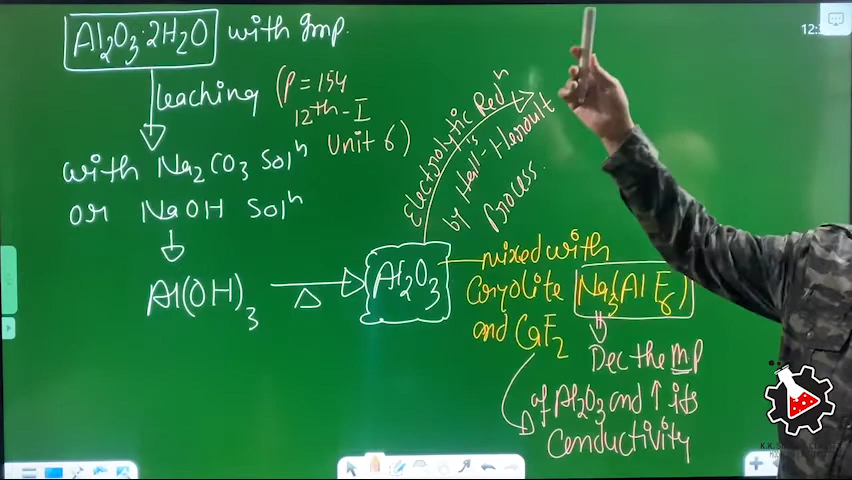 Al2O3·2H2O with Imp.
leaching (P = 154
12th - I
Unit 6)
with Na2CO3 Solⁿ
or NaOH Solⁿ
Al(OH)3
Δ
Al2O3
Electrolytic Redⁿ
by Hall's-Heroult
Process.
mixed with
Cryolite Na3(AlF6)
and CaF2
Dec the MP
of Al2O3 and ↑ its
Conductivity